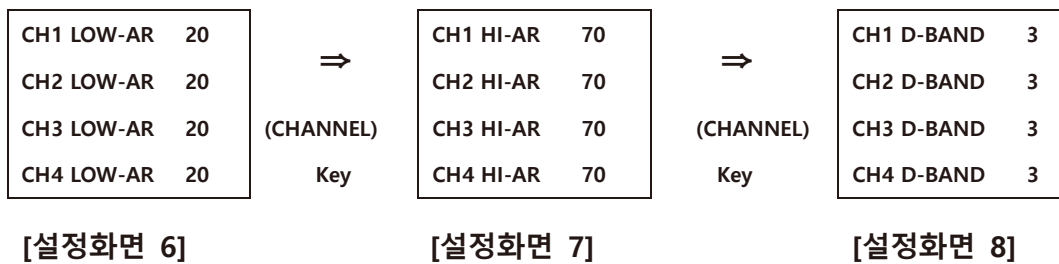 CH1 LOW-AR 20
CH2 LOW-AR 20
CH3 LOW-AR 20
CH4 LOW-AR 20
⇒
(CHANNEL)
Key
CH1 HI-AR 70
CH2 HI-AR 70
CH3 HI-AR 70
CH4 HI-AR 70
⇒
(CHANNEL)
Key
CH1 D-BAND 3
CH2 D-BAND 3
CH3 D-BAND 3
CH4 D-BAND 3
[설정화면 6]
[설정화면 7]
[설정화면 8]